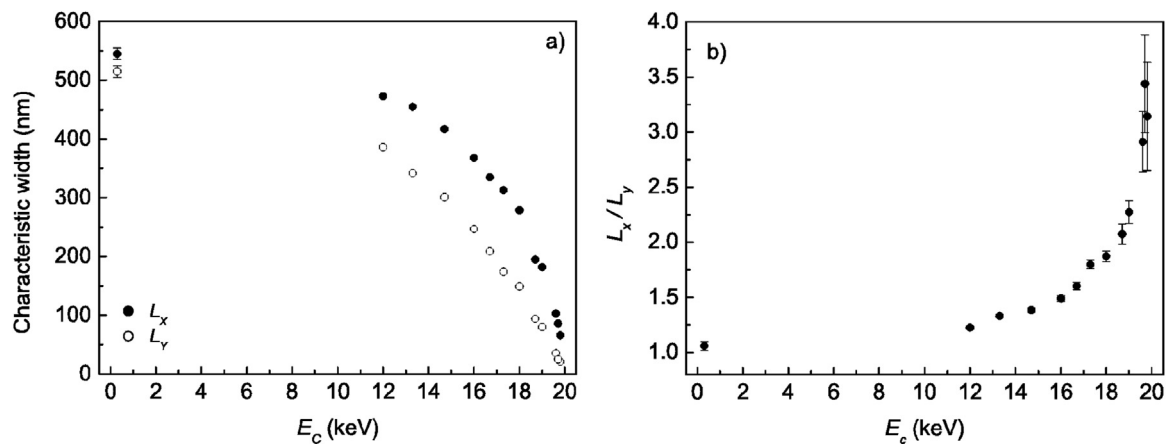 600
500
400
300
200
100
0
Characteristic width (nm)
a)
L_X
L_Y
0 2 4 6 8 10 12 14 16 18 20
E_C (keV)
4.0
3.5
3.0
2.5
2.0
1.5
1.0
L_x / L_y
b)
0 2 4 6 8 10 12 14 16 18 20
E_c (keV)